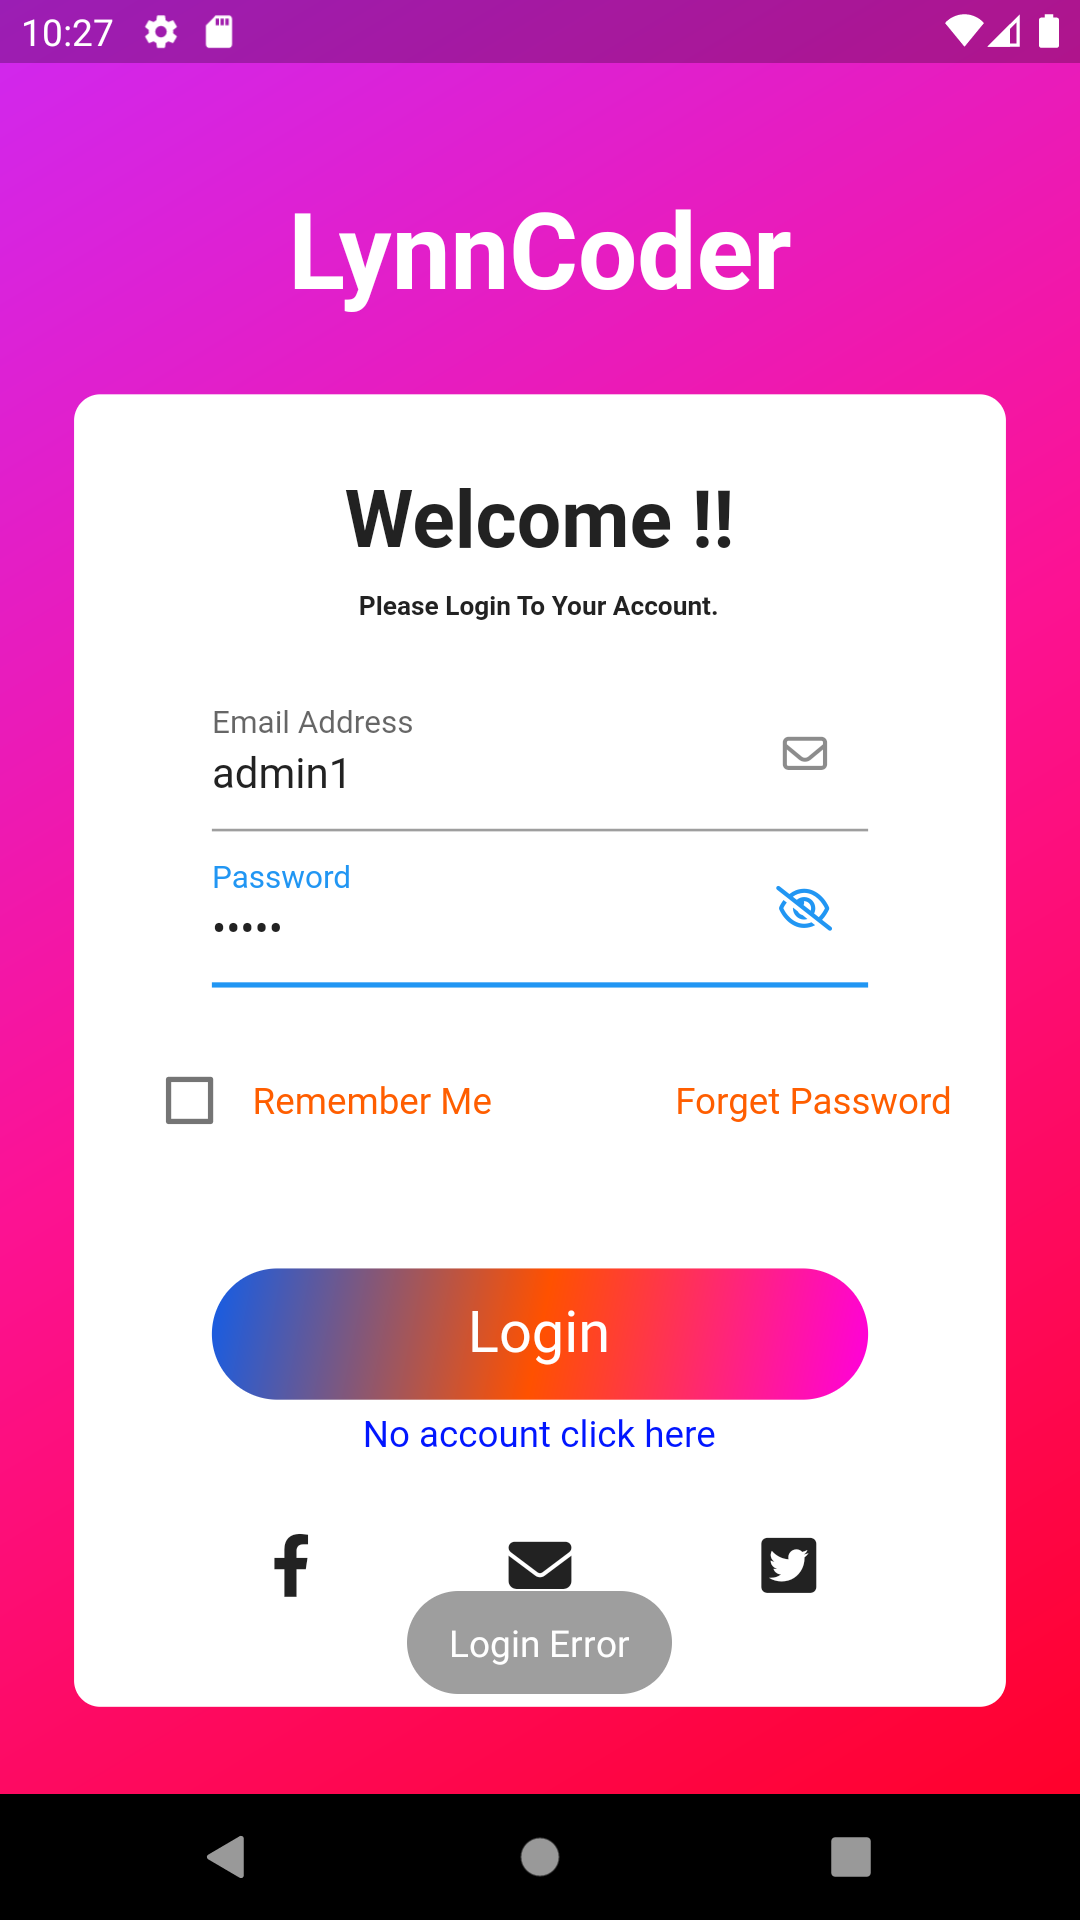 10:27
LynnCoder
Welcome !!
Please Login To Your Account.
Email Address
admin1
Password
•••••
Remember Me Forget Password
Login
No account click here
Login Error